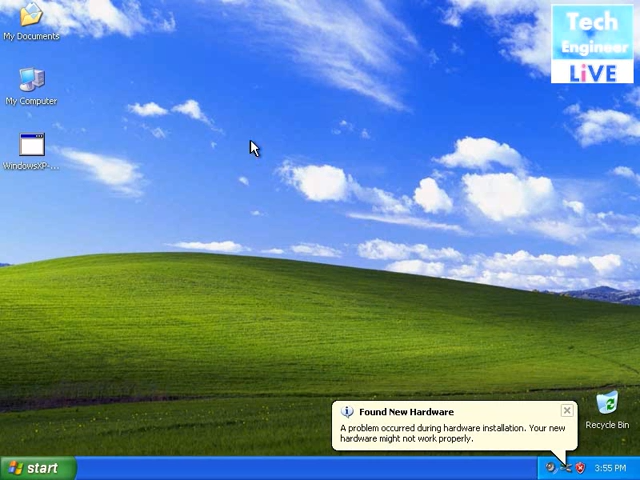 My Documents
Tech
Engineer
LiVE
My Computer
WindowsXP-...
Found New Hardware
A problem occurred during hardware installation. Your new
hardware might not work properly.
Recycle Bin
start
3:55 PM